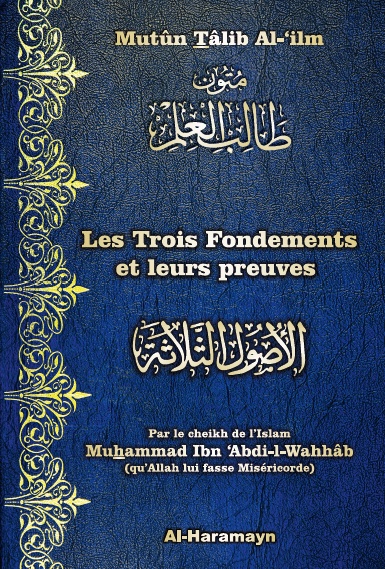 Mutûn Tâlib Al-‘ilm
متون
طالب العلم
Les Trois Fondements
et leurs preuves
الأصول الثلاثة
Par le cheikh de l'Islam
Muhammad Ibn ‘Abdi-l-Wahhâb
(qu'Allah lui fasse Miséricorde)
Al-Haramayn